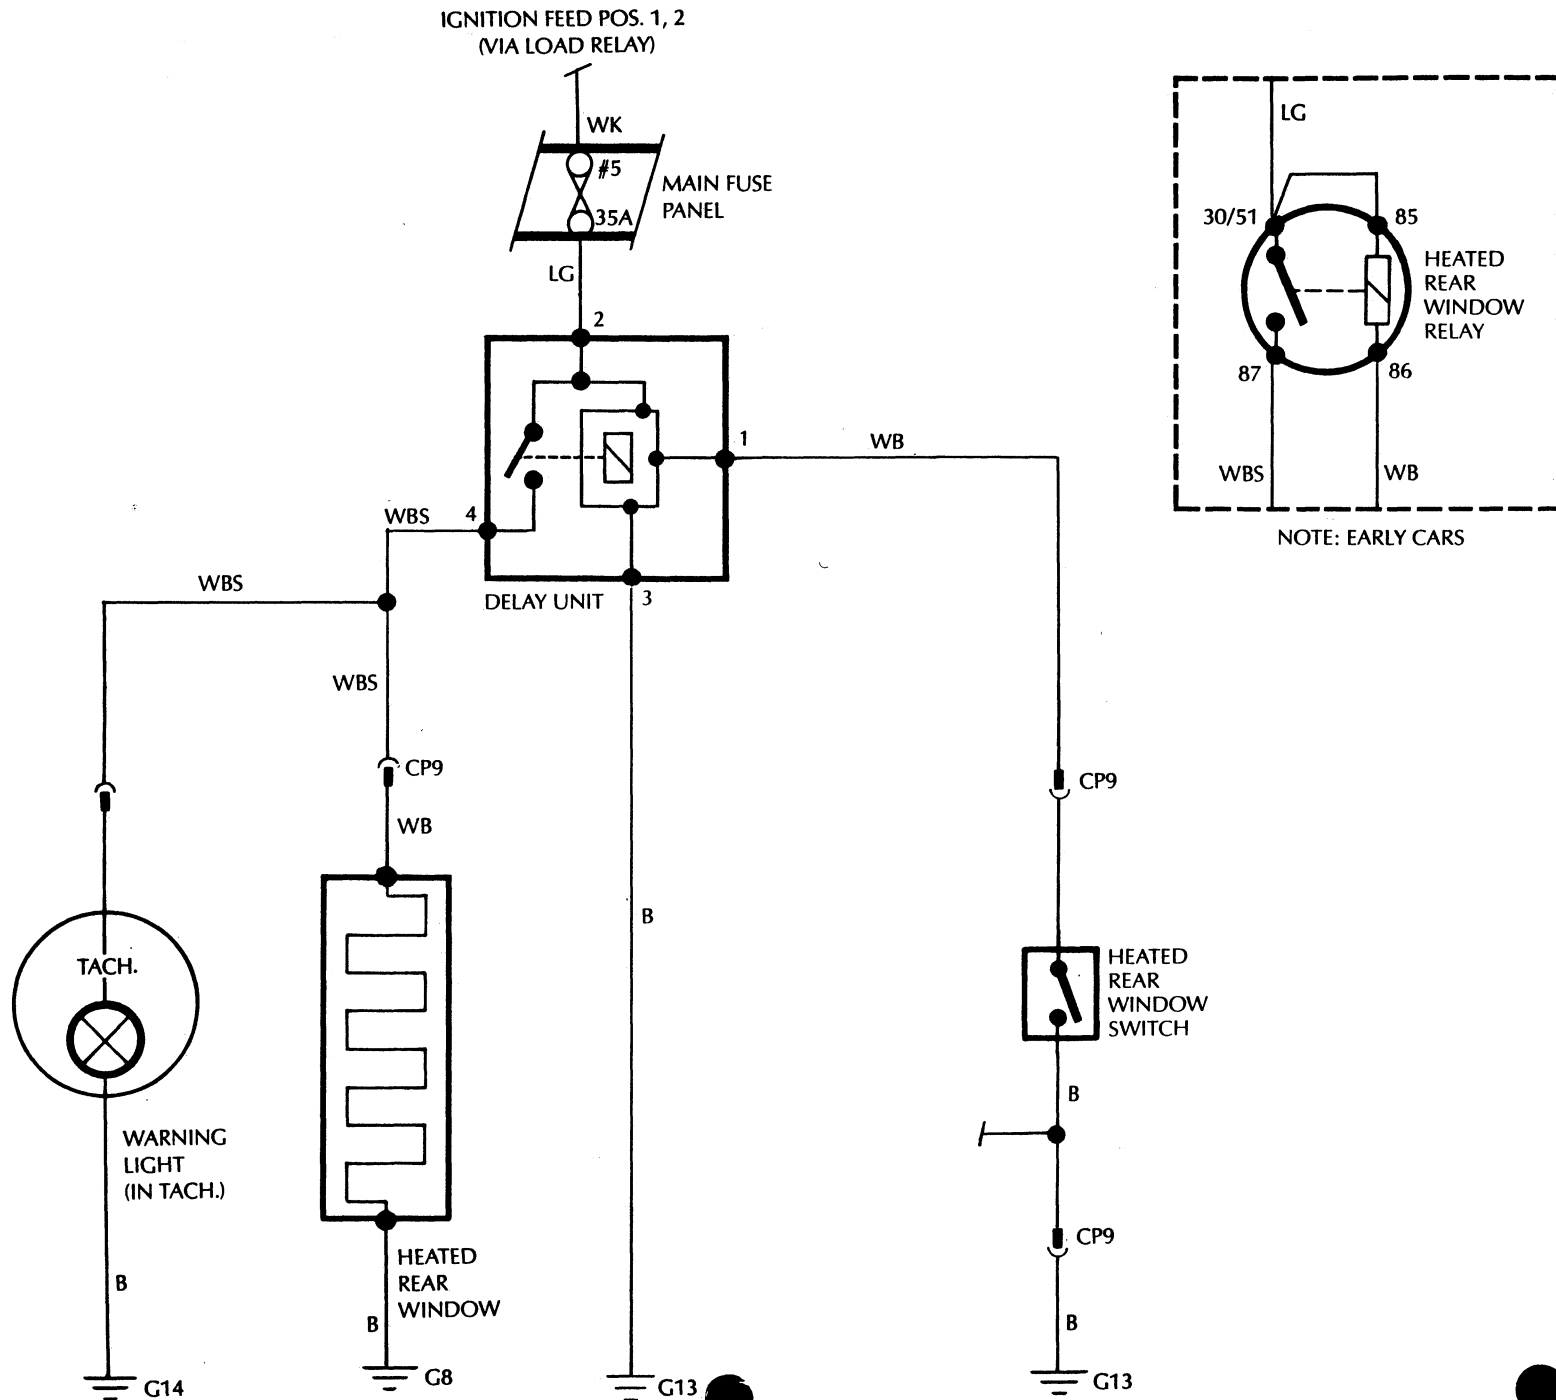 IGNITION FEED POS. 1, 2
(VIA LOAD RELAY)
WK
#5
35A
MAIN FUSE
PANEL
LG
2
1
WB
4
WBS
DELAY UNIT
3
WBS
WBS
CP9
WB
TACH.
WARNING
LIGHT
(IN TACH.)
B
G14
HEATED
REAR
WINDOW
B
G8
B
G13
CP9
HEATED
REAR
WINDOW
SWITCH
B
CP9
B
G13
LG
30/51
85
HEATED
REAR
WINDOW
RELAY
87
86
WBS
WB
NOTE: EARLY CARS